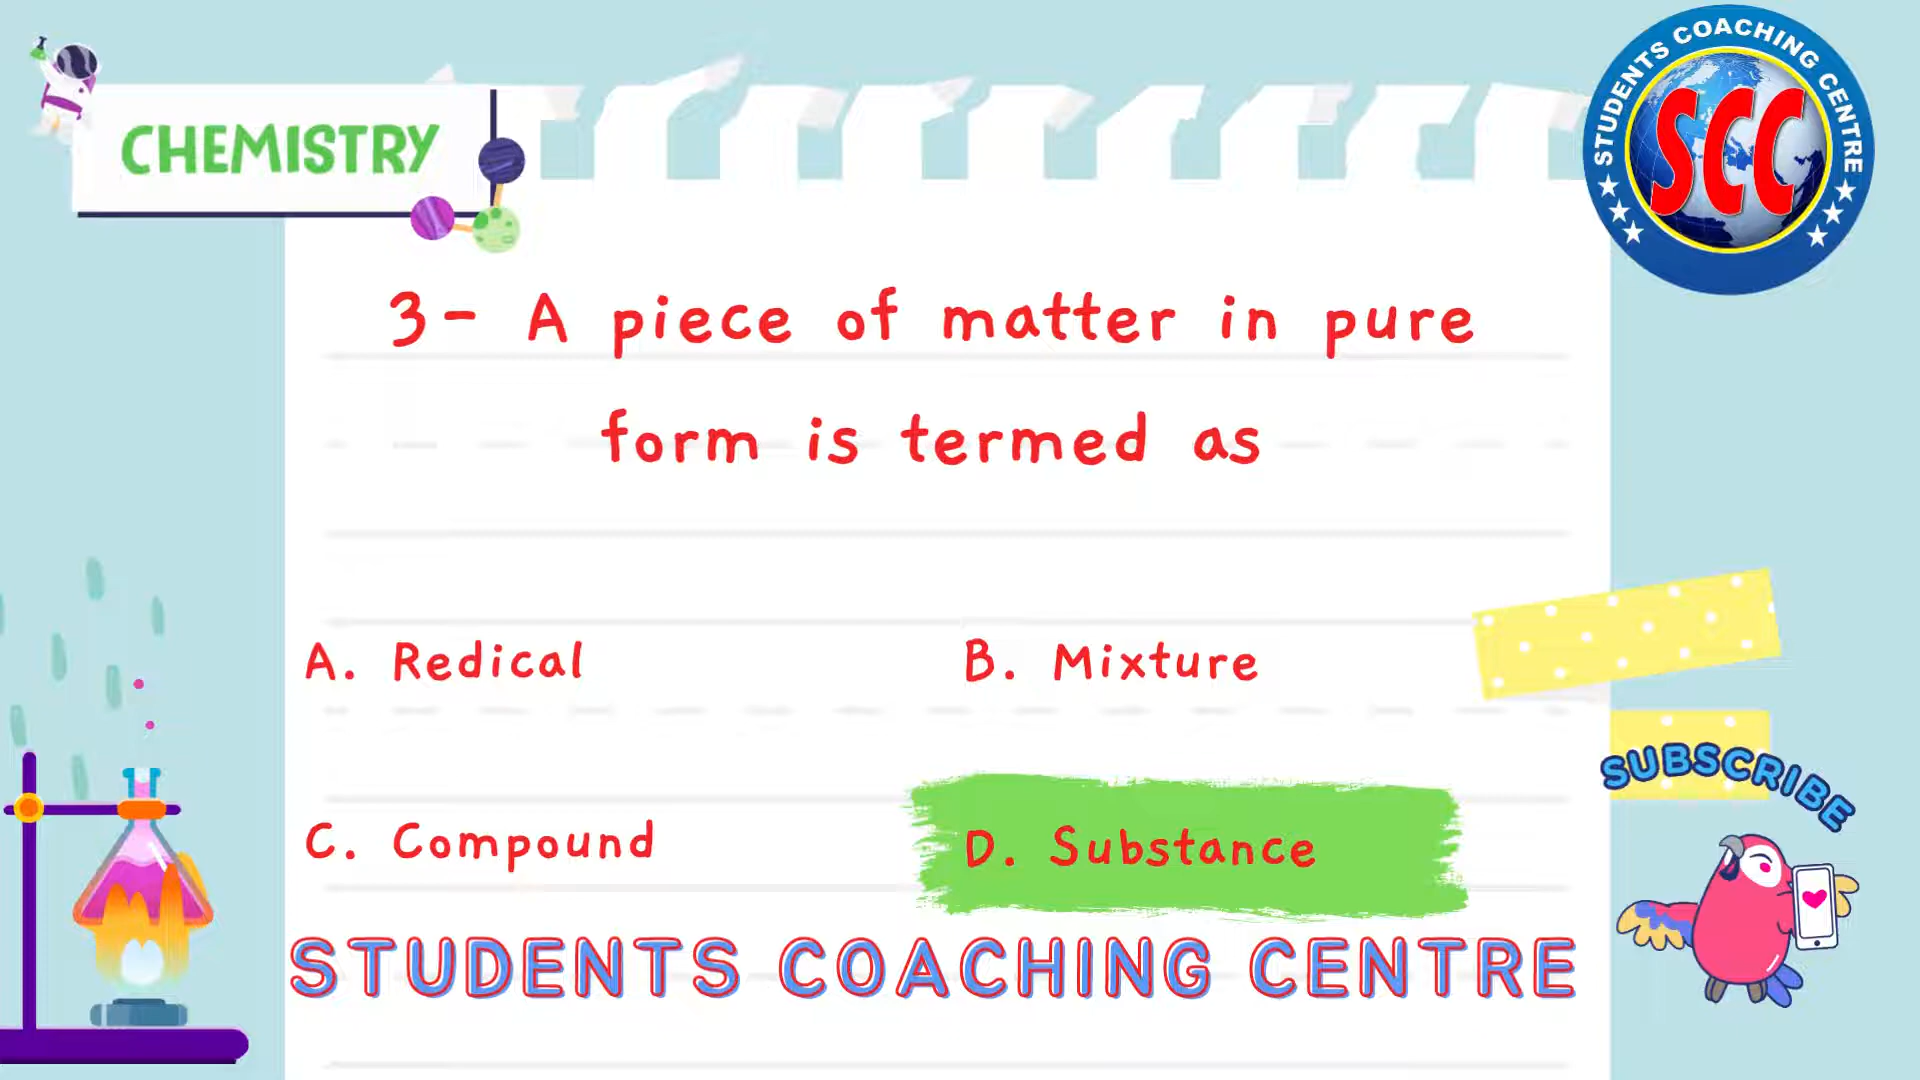 CHEMISTRY
STUDENTS COACHING CENTRE
SCC
3- A piece of matter in pure
form is termed as
A. Redical
B. Mixture
C. Compound
D. Substance
SUBSCRIBE
STUDENTS COACHING CENTRE